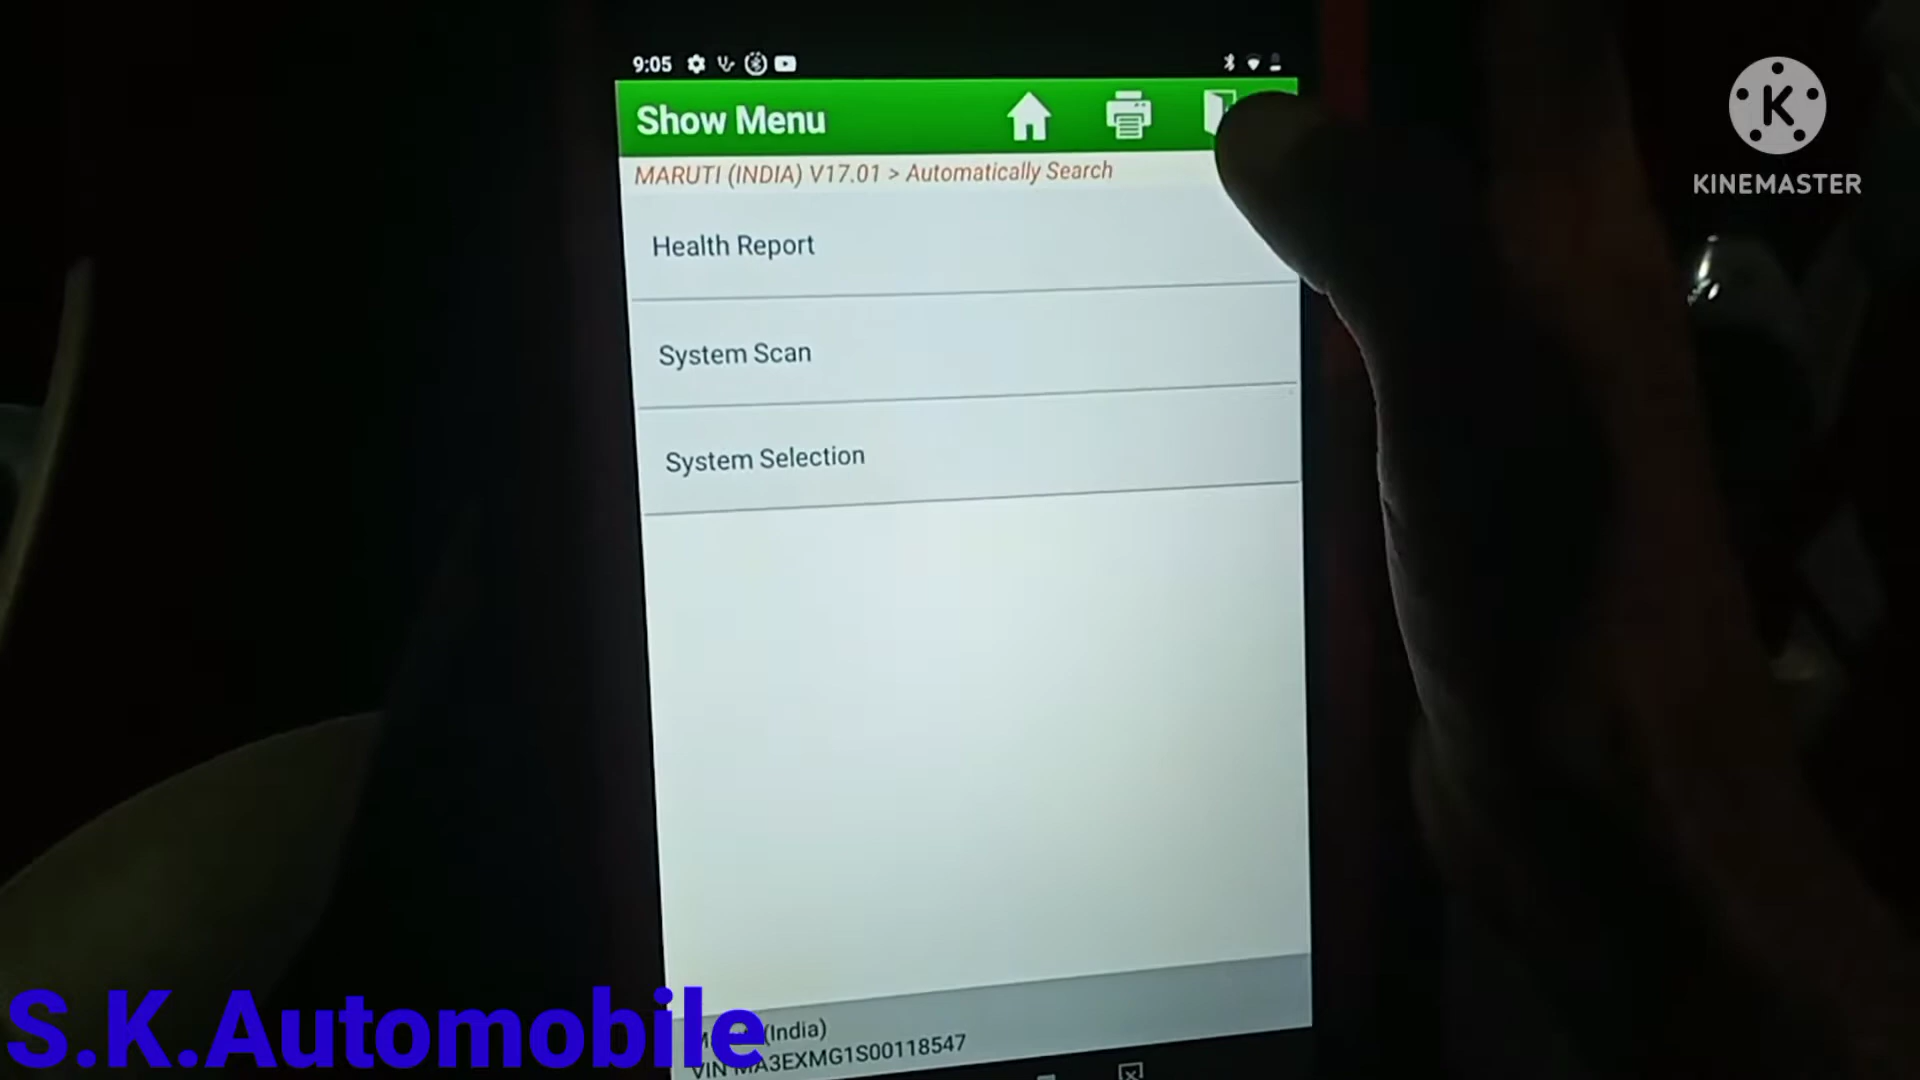 9:05
Show Menu
MARUTI (INDIA) V17.01 > Automatically Search
Health Report
System Scan
System Selection
(India)
VIN MA3EXMG1S00118547
S.K.Automobile
K
KINEMASTER